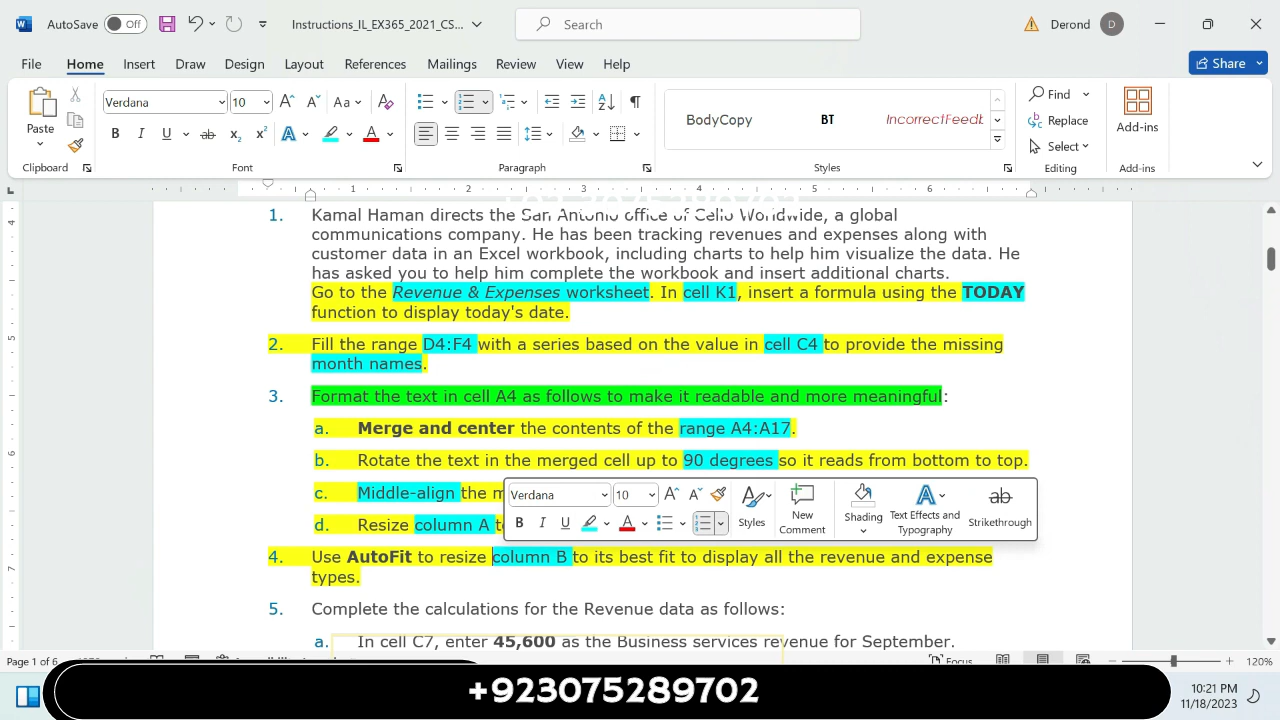 AutoSave Off Instructions_IL_EX365_2021_CS... Search Derond D
File Home Insert Draw Design Layout References Mailings Review View Help Share
Paste Verdana 10 Aa BodyCopy BT IncorrectFeedb Find Replace Select Add-ins
Clipboard Font Paragraph Styles Editing Add-ins
1 2 3 4 5 6
1. Kamal Haman directs the San Antonio office of Cello Worldwide, a global
communications company. He has been tracking revenues and expenses along with
customer data in an Excel workbook, including charts to help him visualize the data. He
has asked you to help him complete the workbook and insert additional charts.
Go to the Revenue & Expenses worksheet. In cell K1, insert a formula using the TODAY
function to display today's date.
2. Fill the range D4:F4 with a series based on the value in cell C4 to provide the missing
month names.
3. Format the text in cell A4 as follows to make it readable and more meaningful:
a. Merge and center the contents of the range A4:A17.
b. Rotate the text in the merged cell up to 90 degrees so it reads from bottom to top.
c. Middle-align the m
d. Resize column A t
Verdana 10 Styles New Comment Shading Text Effects and Typography Strikethrough
4. Use AutoFit to resize column B to its best fit to display all the revenue and expense
types.
5. Complete the calculations for the Revenue data as follows:
a. In cell C7, enter 45,600 as the Business services revenue for September.
Page 1 of 6 Focus 120%
+923075289702
10:21 PM
11/18/2023